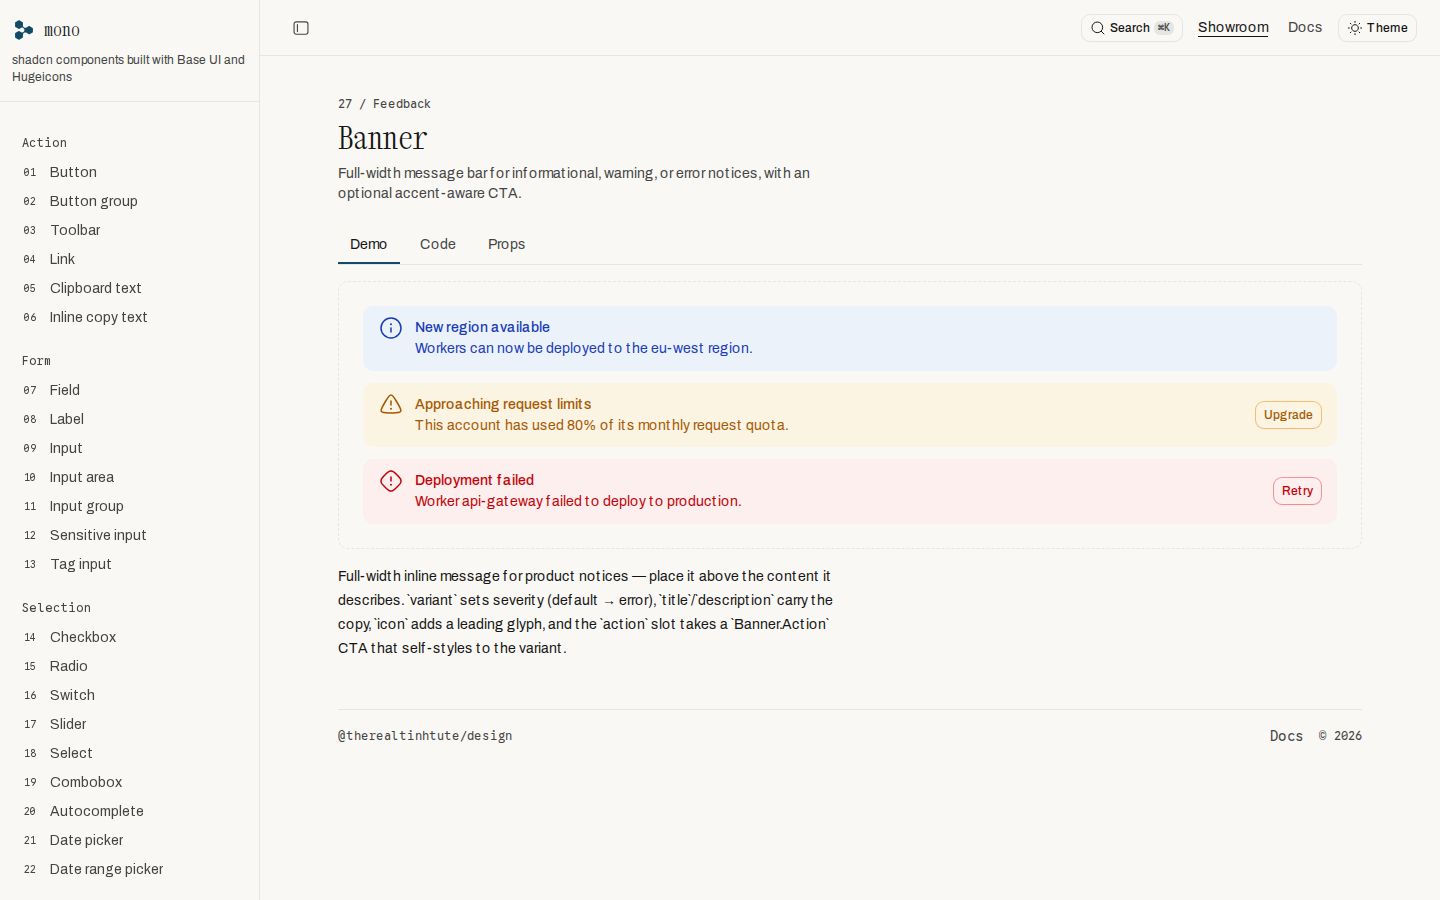 mono
shadcn components built with Base UI and
Hugeicons
Action
01 Button
02 Button group
03 Toolbar
04 Link
05 Clipboard text
06 Inline copy text
Form
07 Field
08 Label
09 Input
10 Input area
11 Input group
12 Sensitive input
13 Tag input
Selection
14 Checkbox
15 Radio
16 Switch
17 Slider
18 Select
19 Combobox
20 Autocomplete
21 Date picker
22 Date range picker
Search ⌘K Showroom Docs Theme
27 / Feedback
Banner
Full-width message bar for informational, warning, or error notices, with an
optional accent-aware CTA.
Demo Code Props
New region available
Workers can now be deployed to the eu-west region.
Approaching request limits
This account has used 80% of its monthly request quota.
Upgrade
Deployment failed
Worker api-gateway failed to deploy to production.
Retry
Full-width inline message for product notices — place it above the content it
describes. `variant` sets severity (default → error), `title`/`description` carry the
copy, `icon` adds a leading glyph, and the `action` slot takes a `Banner.Action`
CTA that self-styles to the variant.
@therealtinhtute/design
Docs © 2026